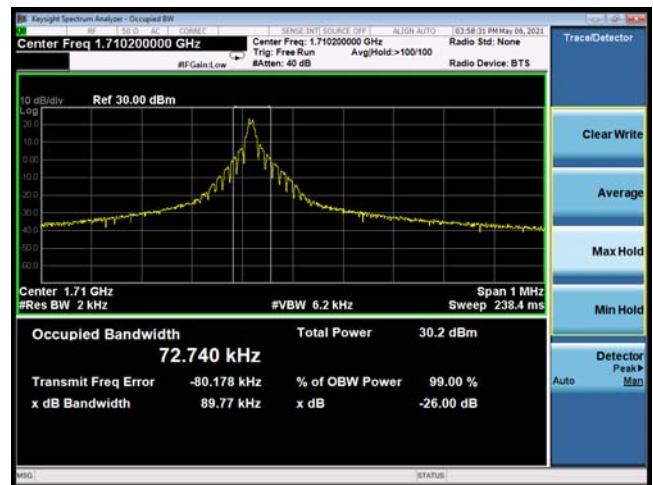 Keysight Spectrum Analyzer - Occupied BW
RF 50 Ω AC CORREC SENSE:INT SOURCE OFF ALIGN AUTO 03:58:31 PM May 06, 2021
Center Freq 1.710200000 GHz
Center Freq: 1.710200000 GHz
Radio Std: None
Trig: Free Run Avg|Hold:>100/100
#IFGain:Low
#Atten: 40 dB
Radio Device: BTS
Trace/Detector
10 dB/div Ref 30.00 dBm
Log
20.0
10.0
0.00
10.0
20.0
30.0
40.0
50.0
60.0
Center 1.71 GHz
Span 1 MHz
#Res BW 2 kHz
#VBW 6.2 kHz
Sweep 238.4 ms
Occupied Bandwidth
72.740 kHz
Total Power 30.2 dBm
Transmit Freq Error -80.178 kHz
% of OBW Power 99.00 %
x dB Bandwidth 89.77 kHz
x dB -26.00 dB
Clear Write
Average
Max Hold
Min Hold
Detector
Peak▶
Auto Man
MSG
STATUS